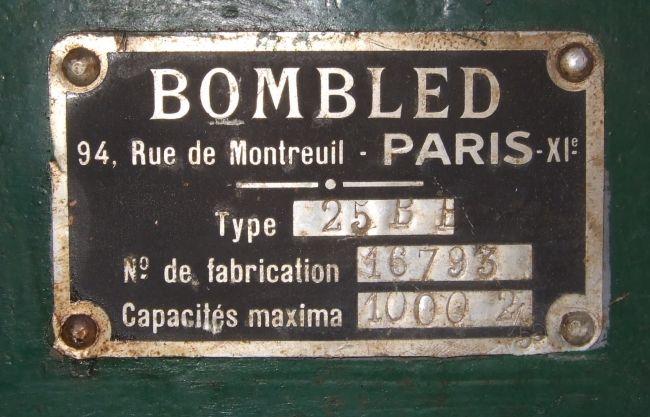 BOMBLED
94, Rue de Montreuil - PARIS-XIe
Type 25
Nº de fabrication 16793
Capacités maxima 1000